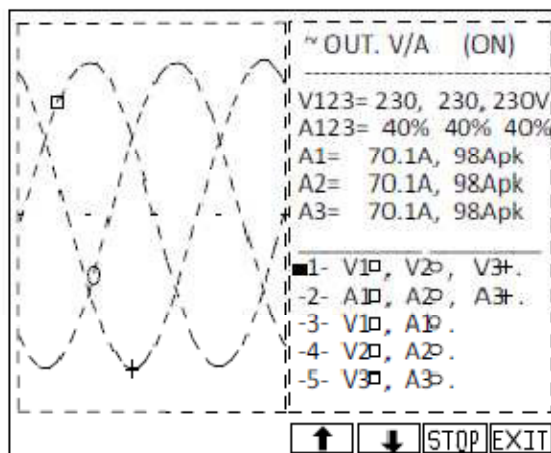 ~ OUT. V/A (ON)
V123= 230, 230, 230V
A123= 40% 40% 40%
A1= 70.1A, 98Apk
A2= 70.1A, 98Apk
A3= 70.1A, 98Apk
■1- V1□, V2○, V3+.
-2- A1□, A2○, A3+.
-3- V1□, A1○.
-4- V2□, A2○.
-5- V3□, A3○.
↑ ↓ STOP EXIT